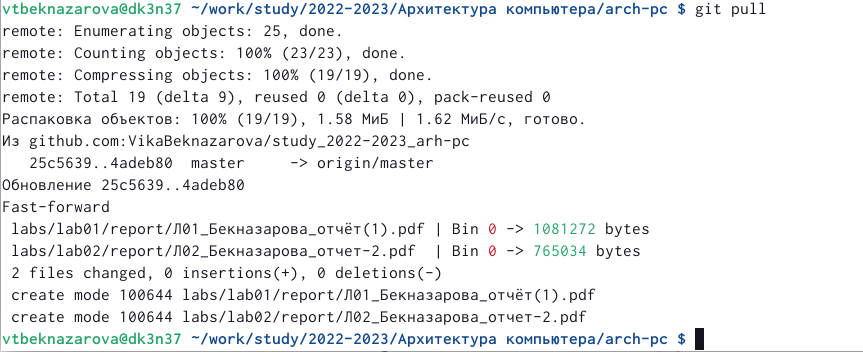 vtbeknazarova@dk3n37 ~/work/study/2022-2023/Архитектура компьютера/arch-pc $ git pull
remote: Enumerating objects: 25, done.
remote: Counting objects: 100% (23/23), done.
remote: Compressing objects: 100% (19/19), done.
remote: Total 19 (delta 9), reused 0 (delta 0), pack-reused 0
Распаковка объектов: 100% (19/19), 1.58 МиБ | 1.62 МиБ/с, готово.
Из github.com:VikaBeknazarova/study_2022-2023_arh-pc
   25c5639..4adeb80  master     -> origin/master
Обновление 25c5639..4adeb80
Fast-forward
 labs/lab01/report/Л01_Бекназарова_отчёт(1).pdf | Bin 0 -> 1081272 bytes
 labs/lab02/report/Л02_Бекназарова_отчет-2.pdf  | Bin 0 -> 765034 bytes
 2 files changed, 0 insertions(+), 0 deletions(-)
 create mode 100644 labs/lab01/report/Л01_Бекназарова_отчёт(1).pdf
 create mode 100644 labs/lab02/report/Л02_Бекназарова_отчет-2.pdf
vtbeknazarova@dk3n37 ~/work/study/2022-2023/Архитектура компьютера/arch-pc $